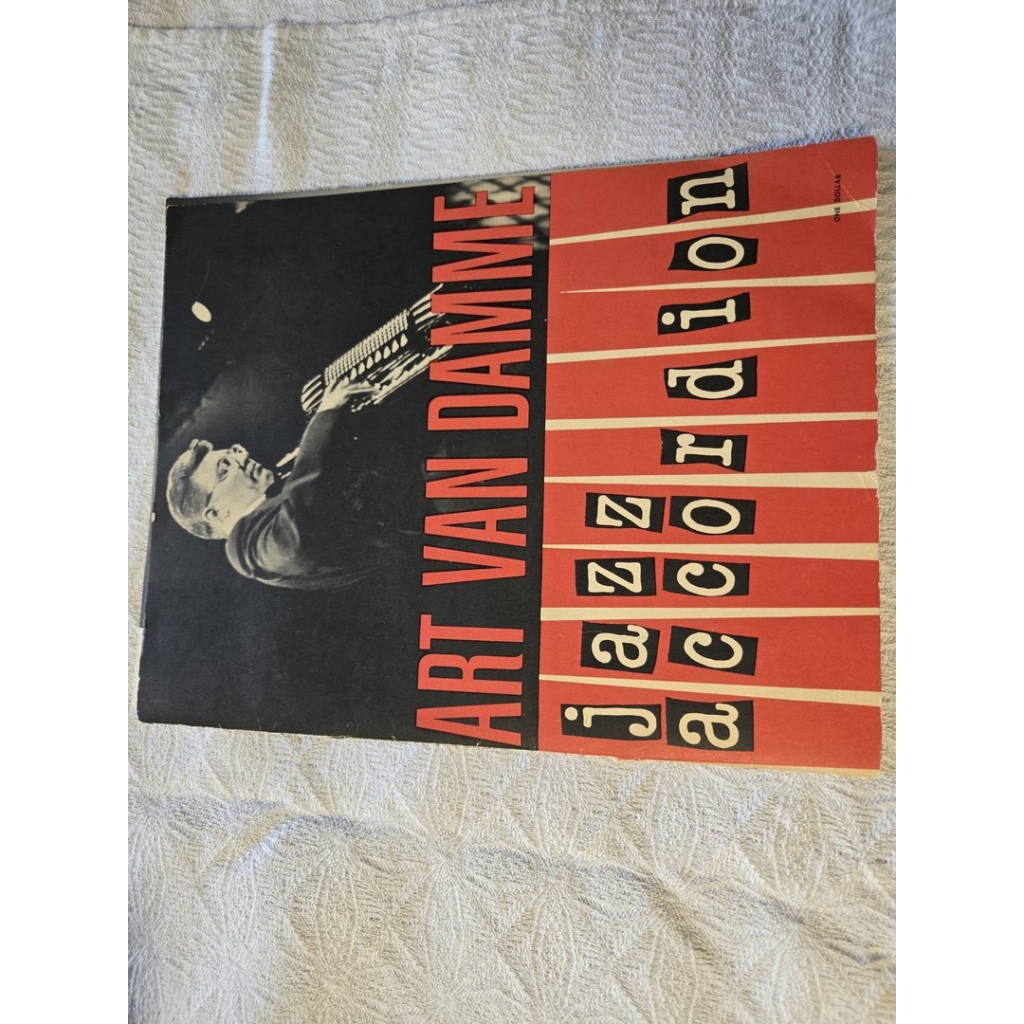 ART VAN DAMME
jazz
accordion
ONE DOLLAR